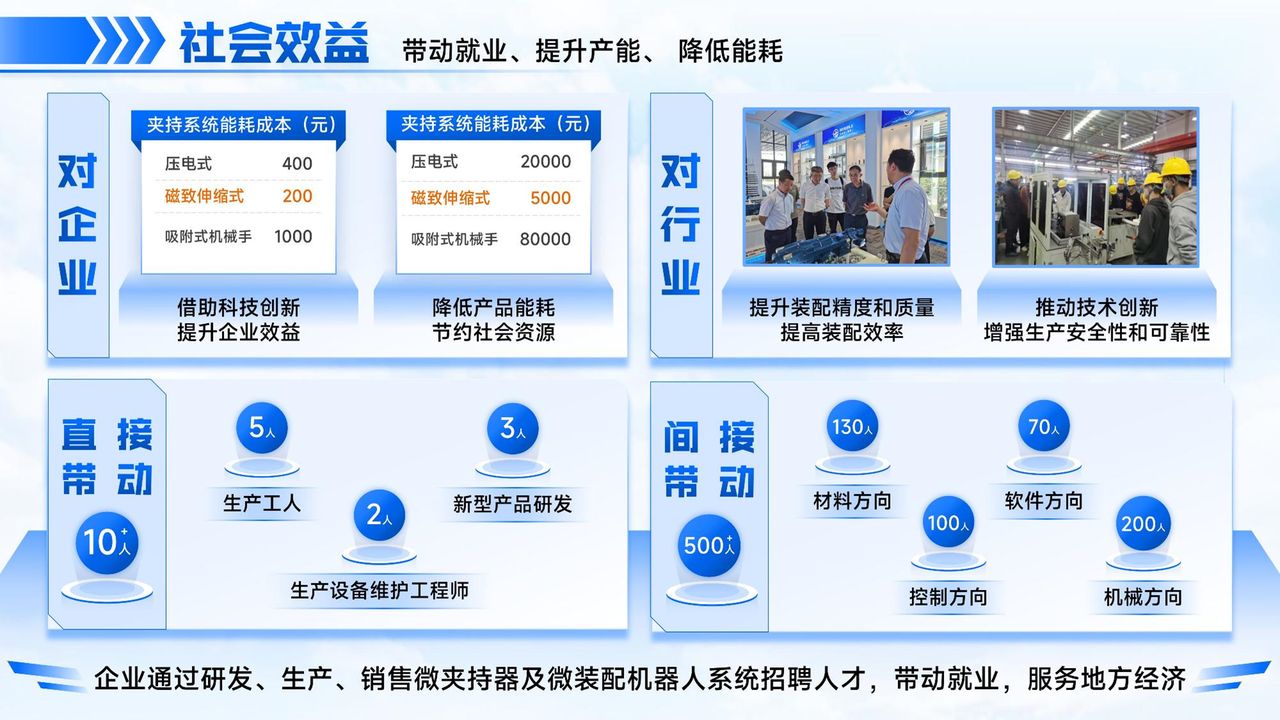 社会效益
带动就业、提升产能、 降低能耗
对企业
夹持系统能耗成本（元）
压电式 400
磁致伸缩式 200
吸附式机械手 1000
借助科技创新
提升企业效益
夹持系统能耗成本（元）
压电式 20000
磁致伸缩式 5000
吸附式机械手 80000
降低产品能耗
节约社会资源
对行业
提升装配精度和质量
提高装配效率
推动技术创新
增强生产安全性和可靠性
直接
带动
10+人
5人
生产工人
3人
新型产品研发
2人
生产设备维护工程师
间接
带动
500+人
130人
材料方向
70人
软件方向
100人
控制方向
200人
机械方向
企业通过研发、生产、销售微夹持器及微装配机器人系统招聘人才，带动就业，服务地方经济